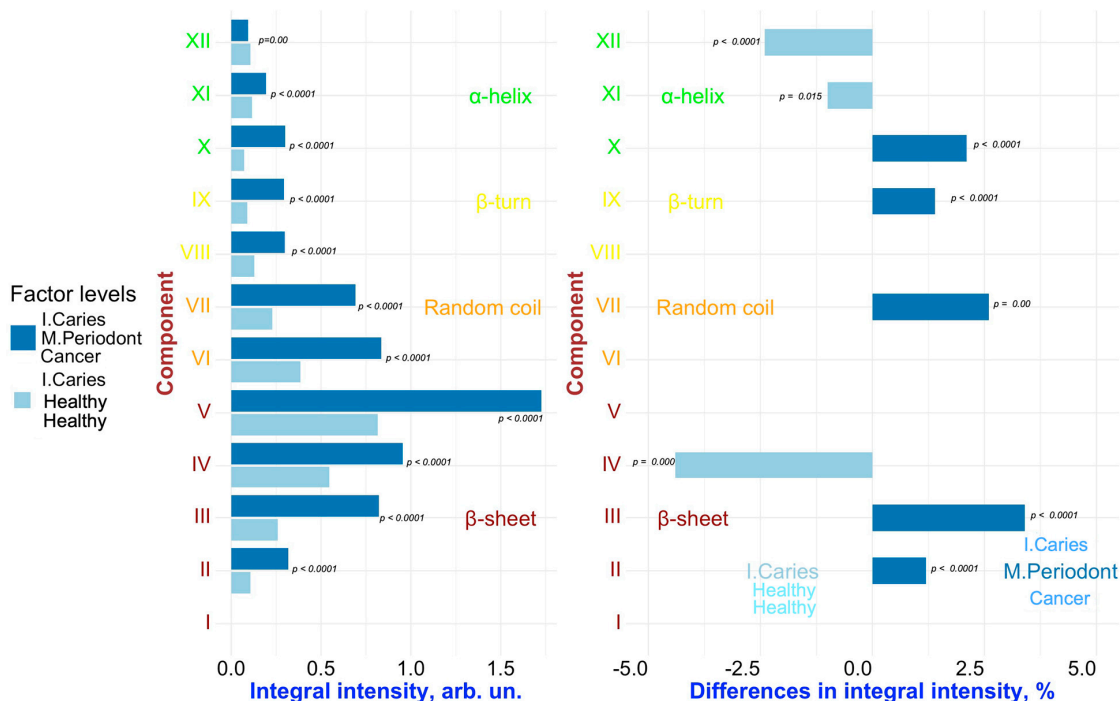 Factor levels
I.Caries
M.Periodont
Cancer
I.Caries
Healthy
Healthy
Component
XII
p=0.00
XI
p < 0.0001
α-helix
X
p < 0.0001
IX
p < 0.0001
β-turn
VIII
p < 0.0001
VII
p < 0.0001
Random coil
VI
p < 0.0001
V
p < 0.0001
IV
p < 0.0001
III
p < 0.0001
β-sheet
II
p < 0.0001
I
0.0 0.5 1.0 1.5
Integral intensity, arb. un.
Component
XII
p < 0.0001
XI
α-helix
p = 0.015
X
p < 0.0001
IX
β-turn
p < 0.0001
VIII
VII
Random coil
p = 0.00
VI
V
IV
p = 0.000
III
β-sheet
p < 0.0001
I.Caries
II
p < 0.0001
I.Caries
M.Periodont
Healthy
Cancer
Healthy
I
-5.0 -2.5 0.0 2.5 5.0
Differences in integral intensity, %